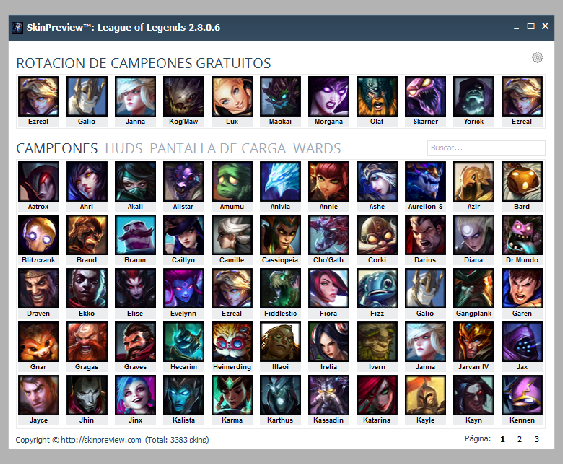 SkinPreview™: League of Legends 2.8.0.6
ROTACION DE CAMPEONES GRATUITOS
Ezreal Galio Janna Kog'Maw Lux Maokai Morgana Olaf Skarner Yorick Ezreal
CAMPEONES HUDS PANTALLA DE CARGA WARDS Buscar...
Aatrox Ahri Akali Alistar Amumu Anivia Annie Ashe Aurelion S Azir Bard
Blitzcrank Brand Braum Caitlyn Camille Cassiopeia Cho'Gath Corki Darius Diana Dr.Mundo
Draven Ekko Elise Evelynn Ezreal Fiddlestic Fiora Fizz Galio Gangplank Garen
Gnar Gragas Graves Hecarim Heimerding Illaoi Irelia Ivern Janna Jarvan IV Jax
Jayce Jhin Jinx Kalista Karma Karthus Kassadin Katarina Kayle Kayn Kennen
Copyright © http://skinpreview.com (Total: 3383 skins) Página: 1 2 3